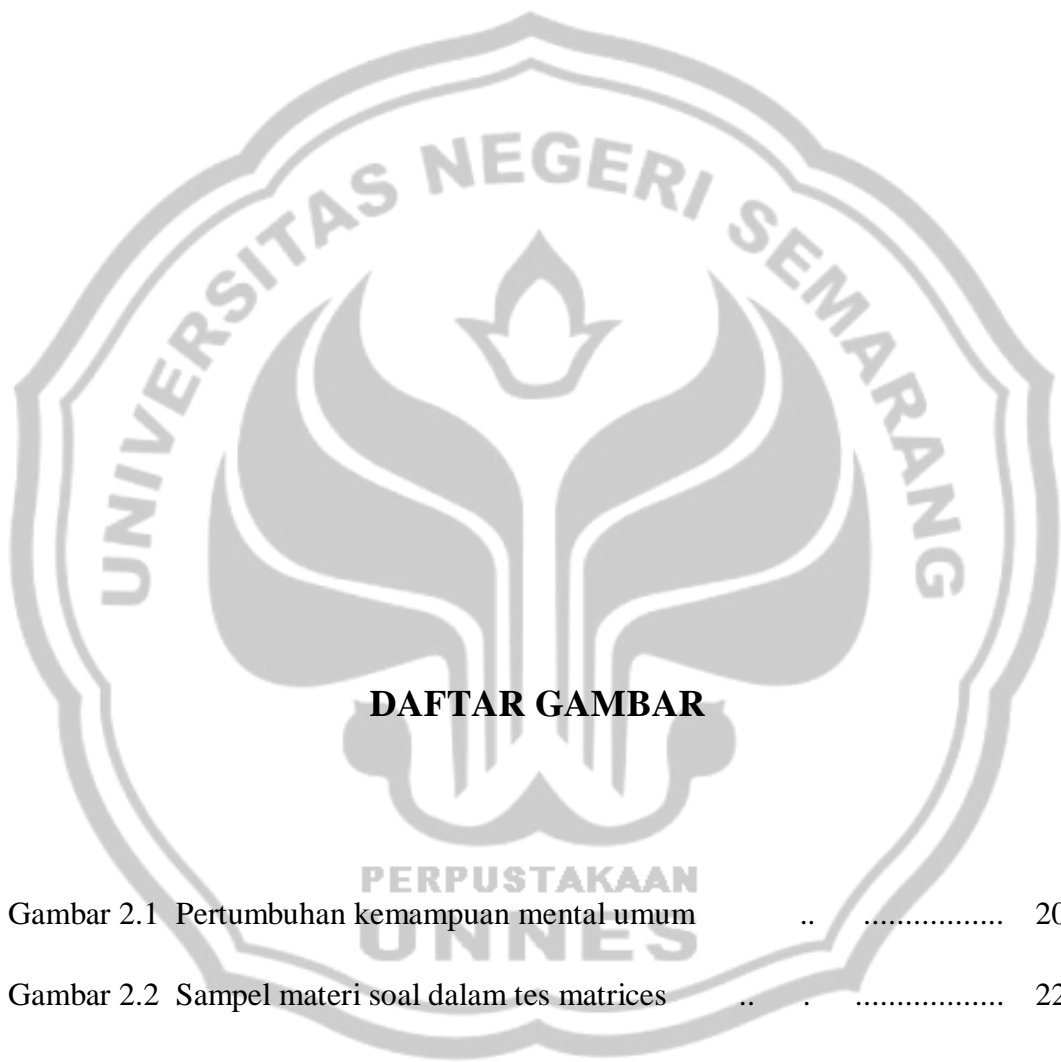 UNIVERSITAS NEGERI SEMARANG
DAFTAR GAMBAR
PERPUSTAKAAN
Gambar 2.1 Pertumbuhan kemampuan mental umum .. ................ 20
UNNES
Gambar 2.2 Sampel materi soal dalam tes matrices .. . ................. 22